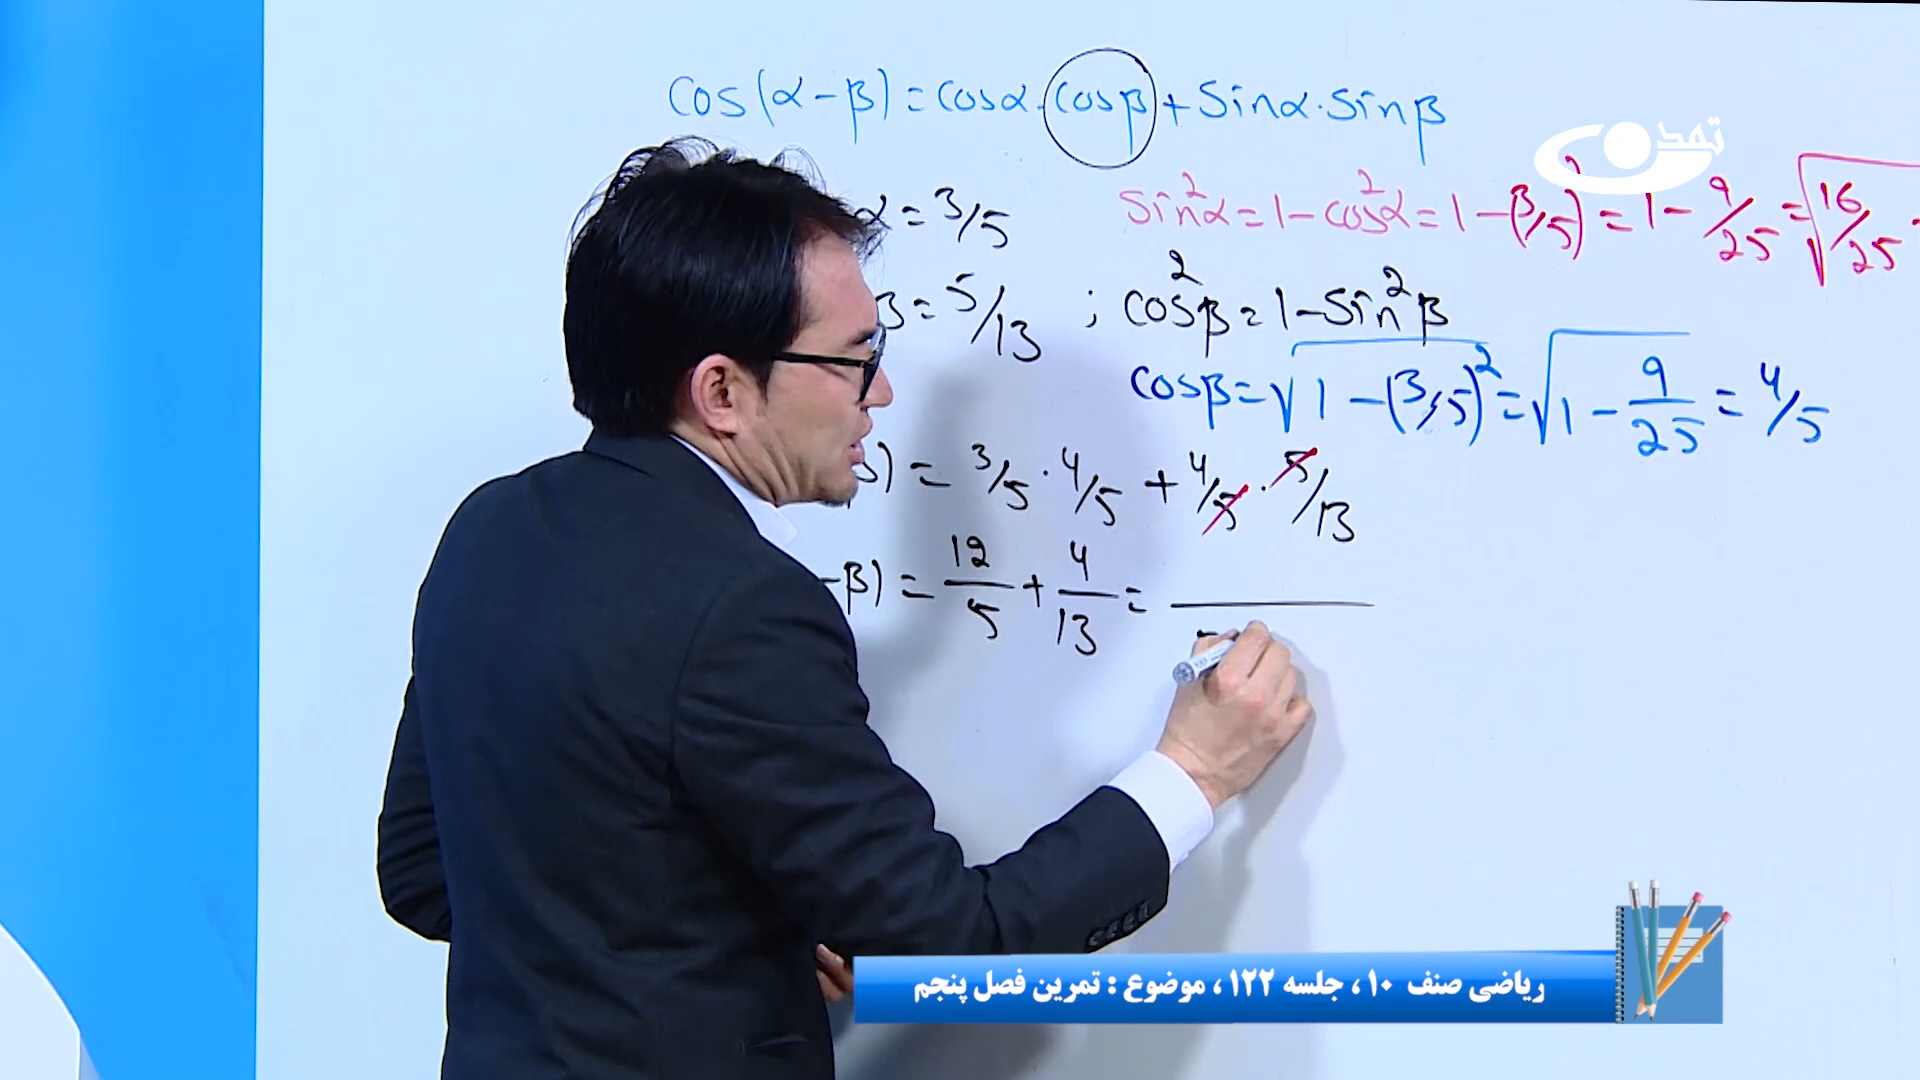 cos(α-β)=cosα.cosβ+sinα.sinβ
تمدن
α=3/5
sin²α=1-cos²α=1-(3/5)²=1-9/25=√16/25
β=5/13 ; cos²β=1-sin²β
cosβ=√1-(3/5)²=√1-9/25=4/5
β)=3/5.4/5+4/5.5/13
-β)=12/5+4/13=
ریاضی صنف ۱۰، جلسه ۱۲۲، موضوع : تمرین فصل پنجم